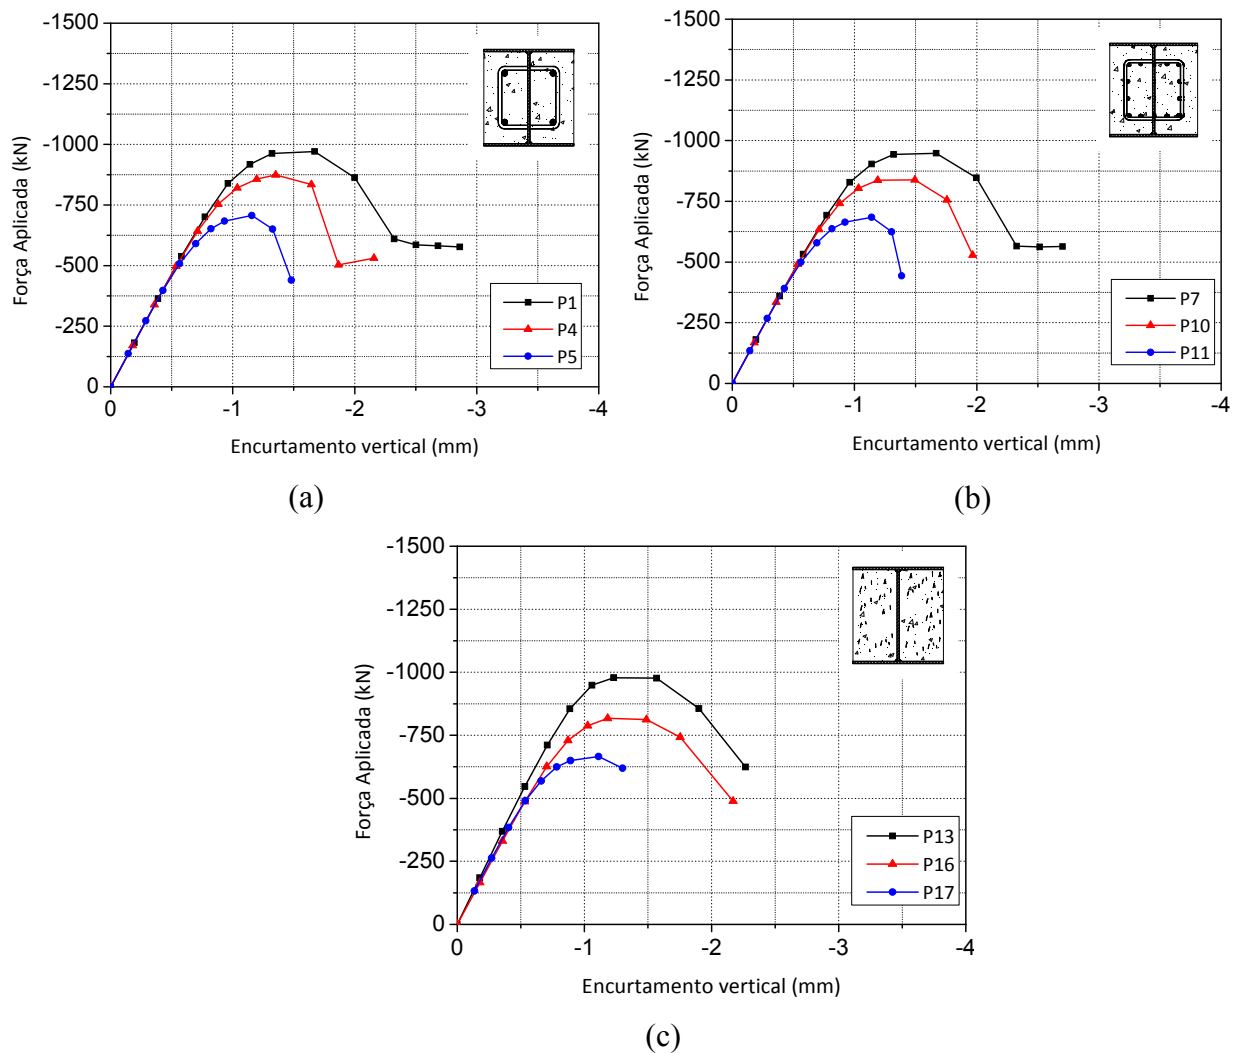 -1500
-1250
-1000
-750
-500
-250
0
Força Aplicada (kN)
P1
P4
P5
0 -1 -2 -3 -4
Encurtamento vertical (mm)
(a)
-1500
-1250
-1000
-750
-500
-250
0
Força Aplicada (kN)
P7
P10
P11
0 -1 -2 -3 -4
Encurtamento vertical (mm)
(b)
-1500
-1250
-1000
-750
-500
-250
0
Força Aplicada (kN)
P13
P16
P17
0 -1 -2 -3 -4
Encurtamento vertical (mm)
(c)